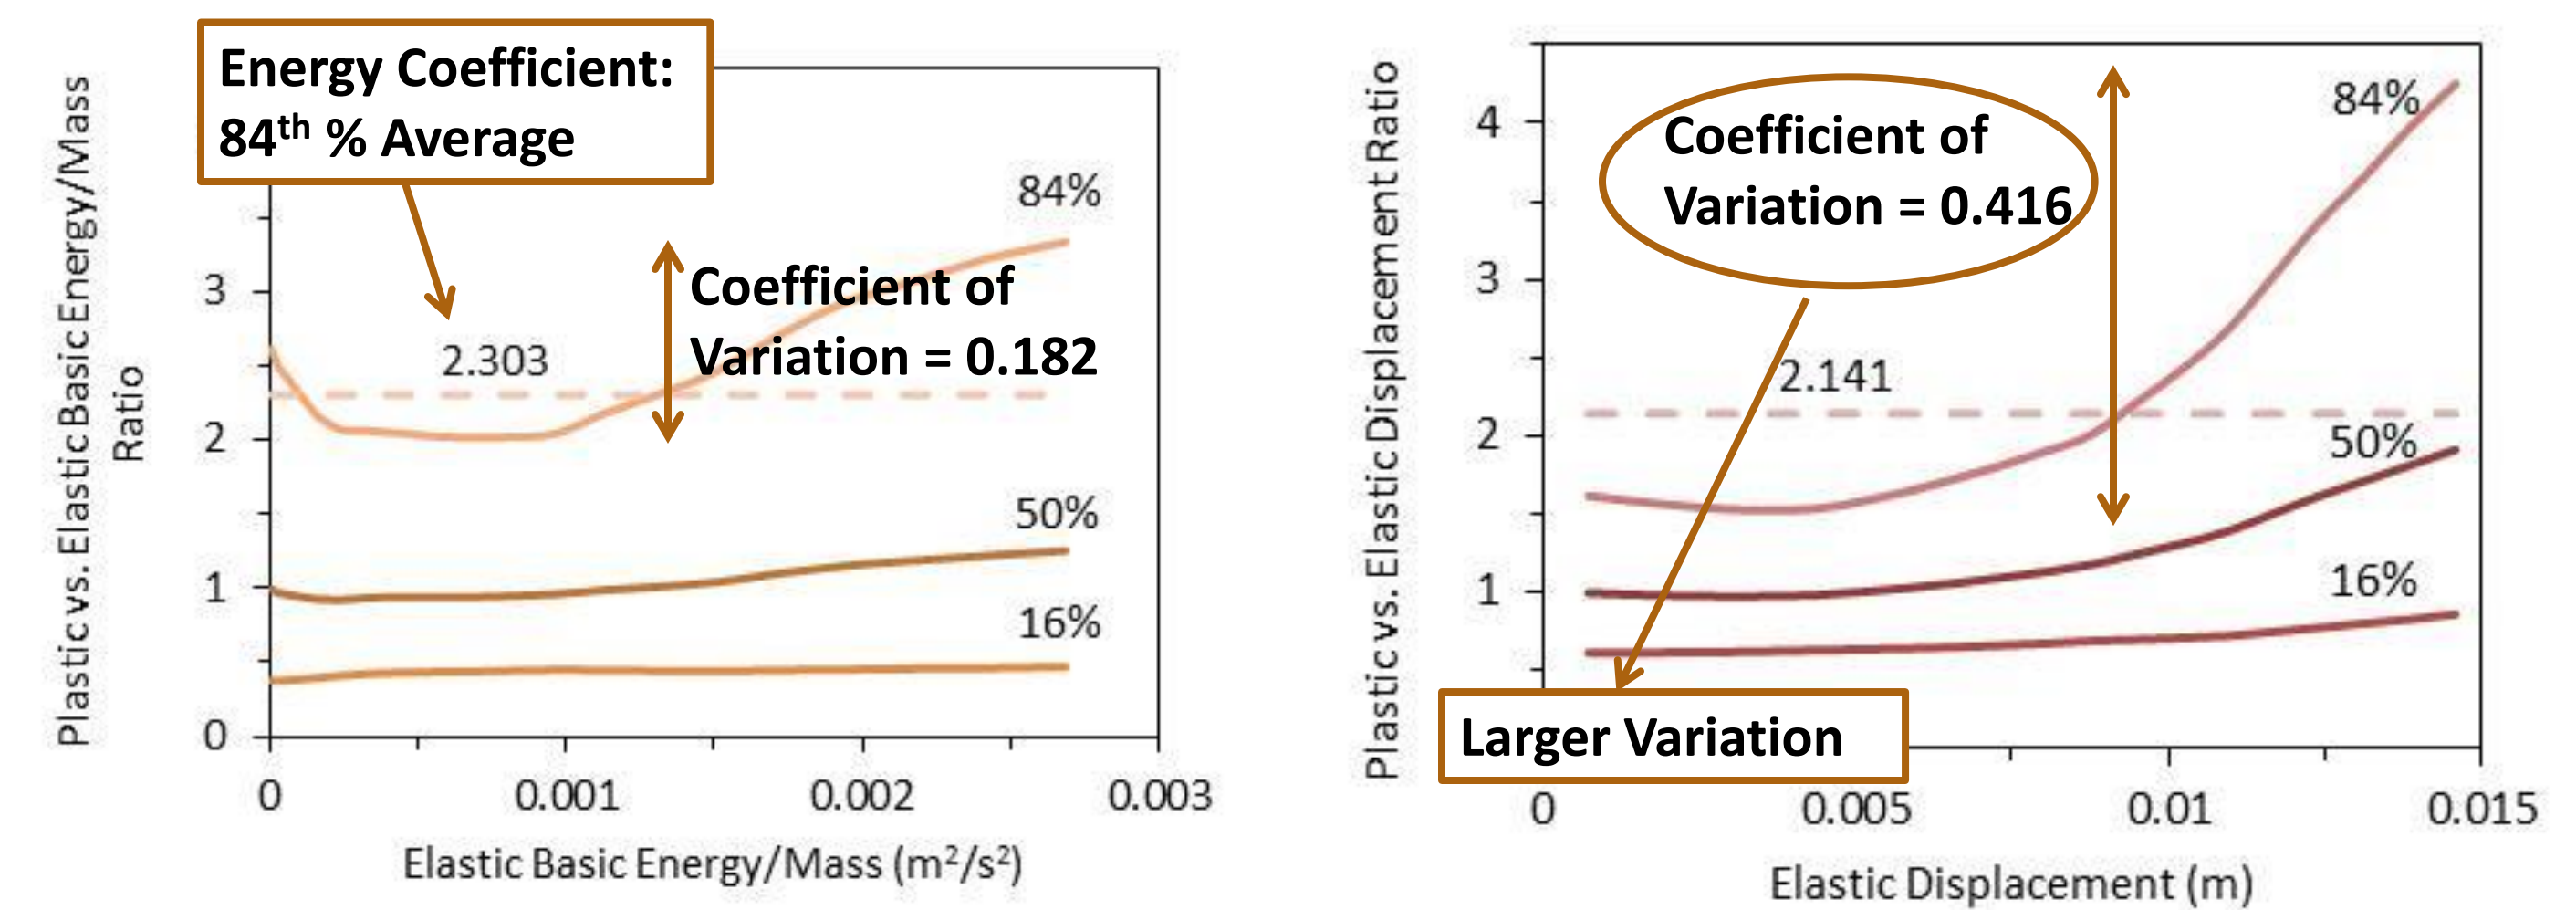 Energy Coefficient:
84th % Average
Plastic vs. Elastic Basic Energy/Mass
Ratio
3
2
1
0
84%
Coefficient of
Variation = 0.182
2.303
50%
16%
0
0.001
0.002
0.003
Elastic Basic Energy/Mass (m²/s²)
Plastic vs. Elastic Displacement Ratio
4
3
2
1
Coefficient of
Variation = 0.416
84%
2.141
50%
16%
Larger Variation
0
0.005
0.01
0.015
Elastic Displacement (m)